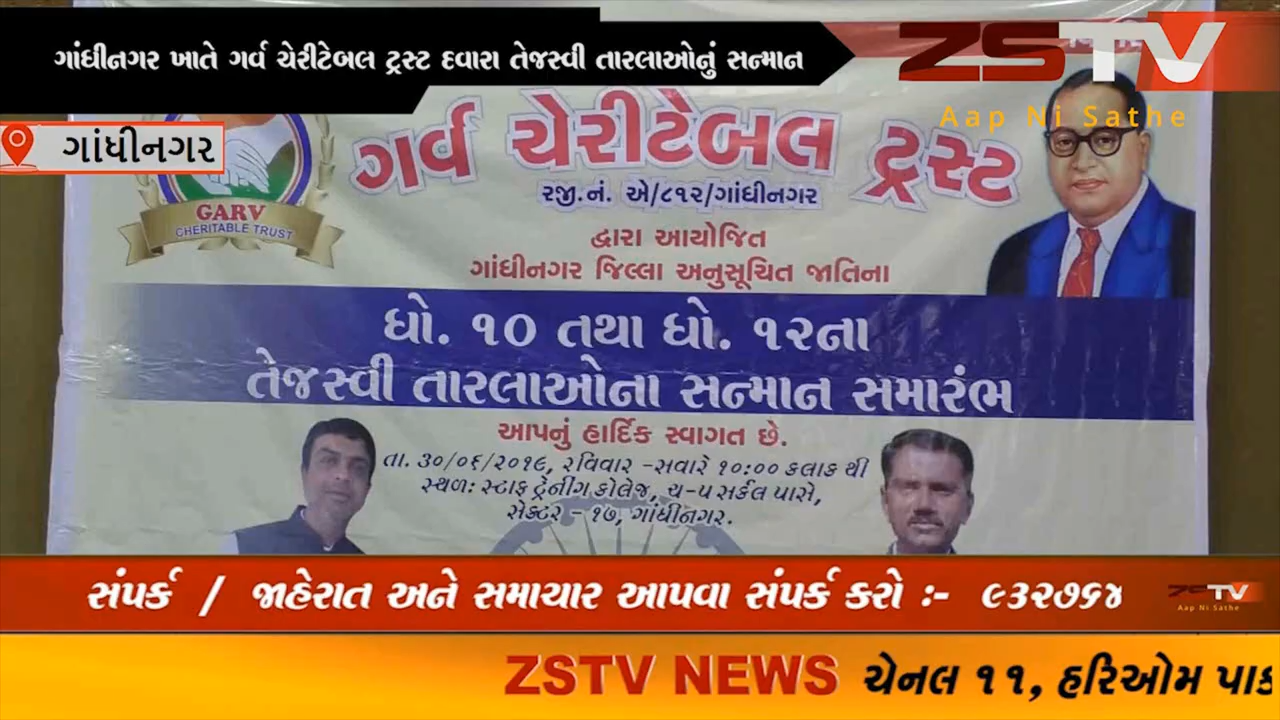 ગાંધીનગર ખાતે ગર્વ ચેરીટેબલ ટ્રસ્ટ દવારા તેજસ્વી તારલાઓનું સન્માન
ZSTV
Aap Ni Sathe
ગાંધીનગર
ગર્વ ચેરીટેબલ ટ્રસ્ટ
રજી.નં. એ/૮૧૨/ગાંધીનગર
GARV
CHERITABLE TRUST
દ્વારા આયોજિત
ગાંધીનગર જિલ્લા અનુસૂચિત જાતિના
ધો. ૧૦ તથા ધો. ૧૨ના
તેજસ્વી તારલાઓના સન્માન સમારંભ
આપનું હાર્દિક સ્વાગત છે.
તા. ૩૦/૦૬/૨૦૧૯, રવિવાર -સવારે ૧૦:૦૦ કલાક થી
સ્થળ: સ્ટાફ ટ્રેનીંગ કોલેજ, ચ-૫ સર્કલ પાસે,
સેક્ટર - ૧૭, ગાંધીનગર.
સંપર્ક / જાહેરાત અને સમાચાર આપવા સંપર્ક કરો :- ૯૩૨૭૬૪
ZSTV
Aap Ni Sathe
ZSTV NEWS ચેનલ ૧૧, હરિઓમ પાર્ક